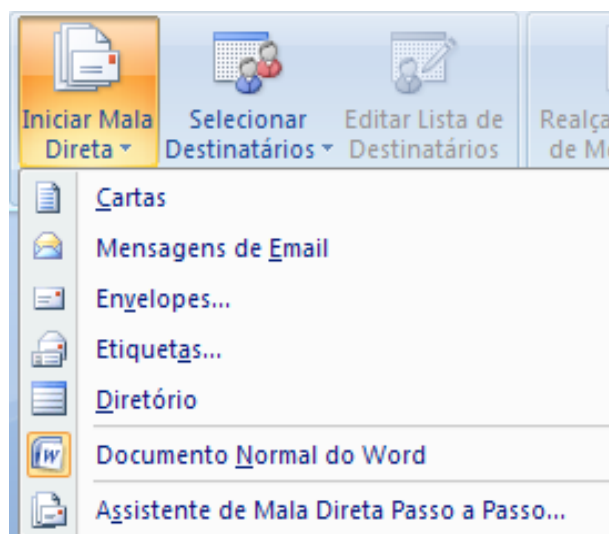 Iniciar Mala Selecionar Editar Lista de
Direta Destinatários Destinatários de
Cartas
Mensagens de Email
Envelopes...
Etiquetas...
Diretório
Documento Normal do Word
Assistente de Mala Direta Passo a Passo...